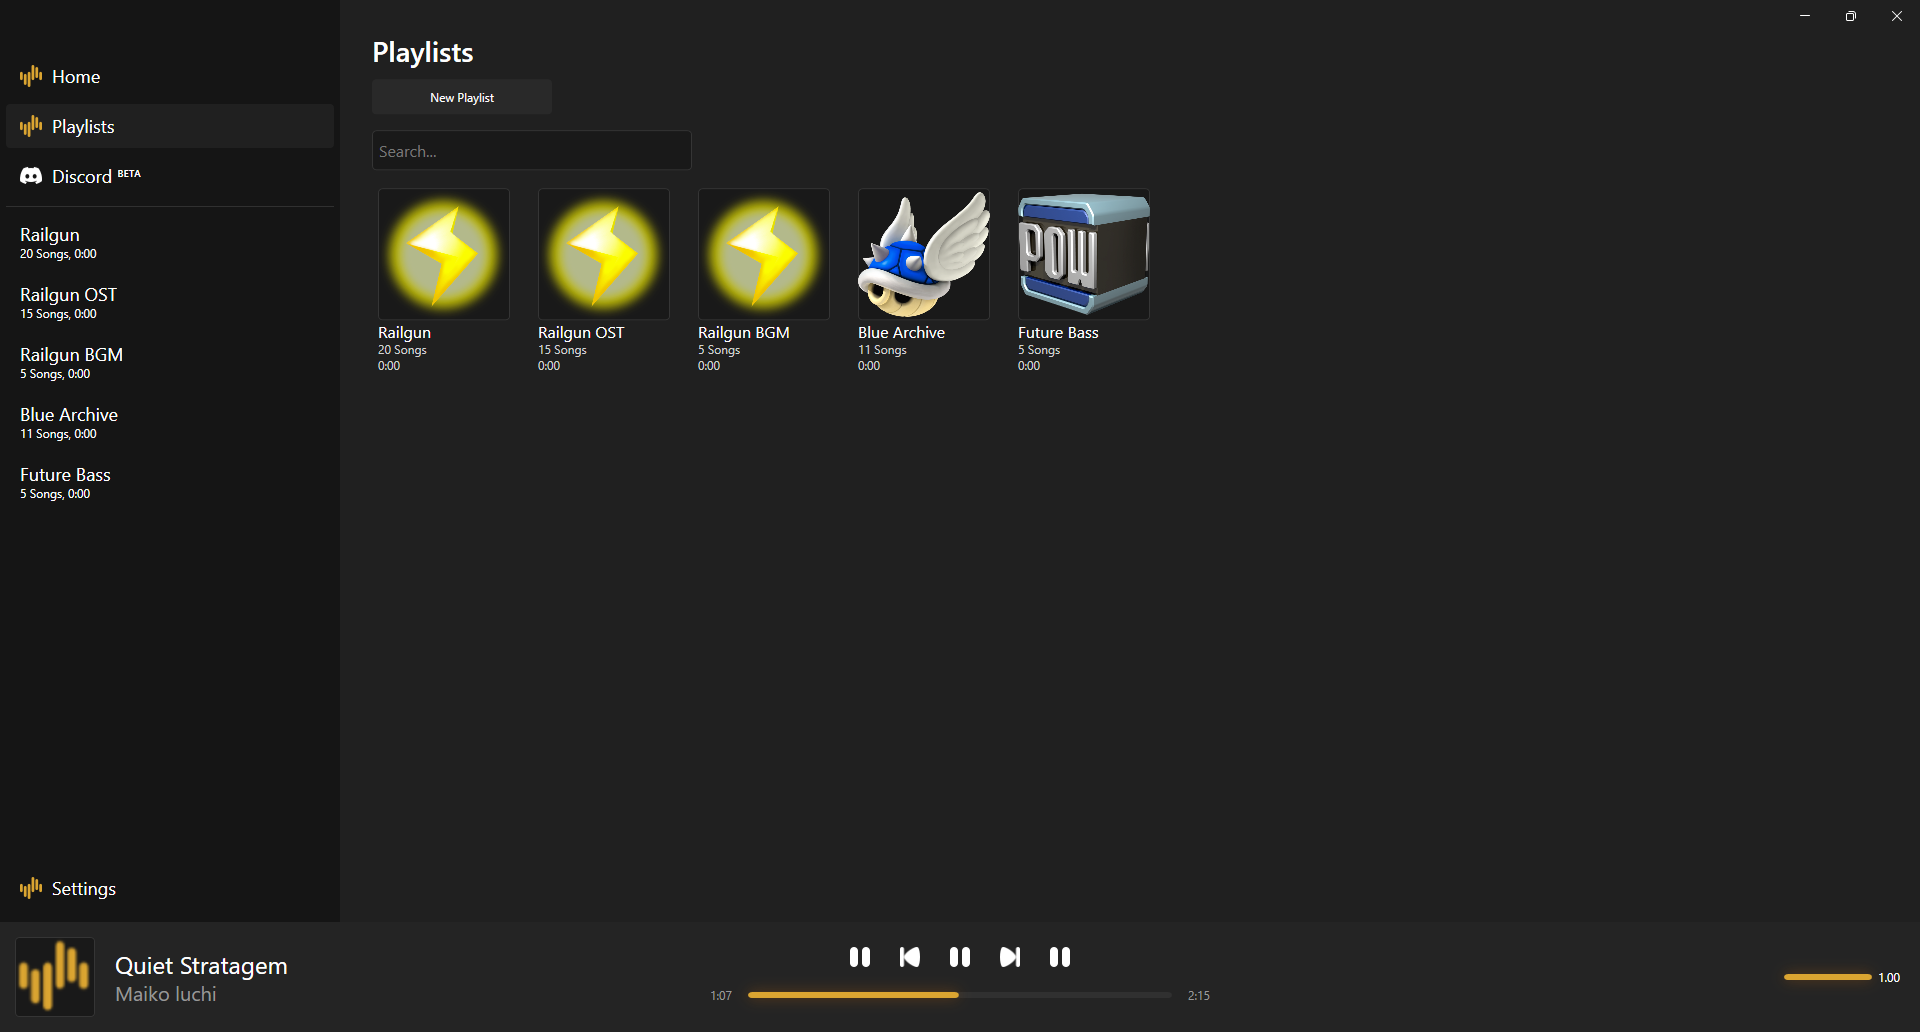 Home
Playlists
Discord BETA
Railgun
20 Songs, 0:00
Railgun OST
15 Songs, 0:00
Railgun BGM
5 Songs, 0:00
Blue Archive
11 Songs, 0:00
Future Bass
5 Songs, 0:00
Settings
Playlists
New Playlist
Search...
POW
Railgun
20 Songs
0:00
Railgun OST
15 Songs
0:00
Railgun BGM
5 Songs
0:00
Blue Archive
11 Songs
0:00
Future Bass
5 Songs
0:00
Quiet Stratagem
Maiko Iuchi
1:07
2:15
1.00